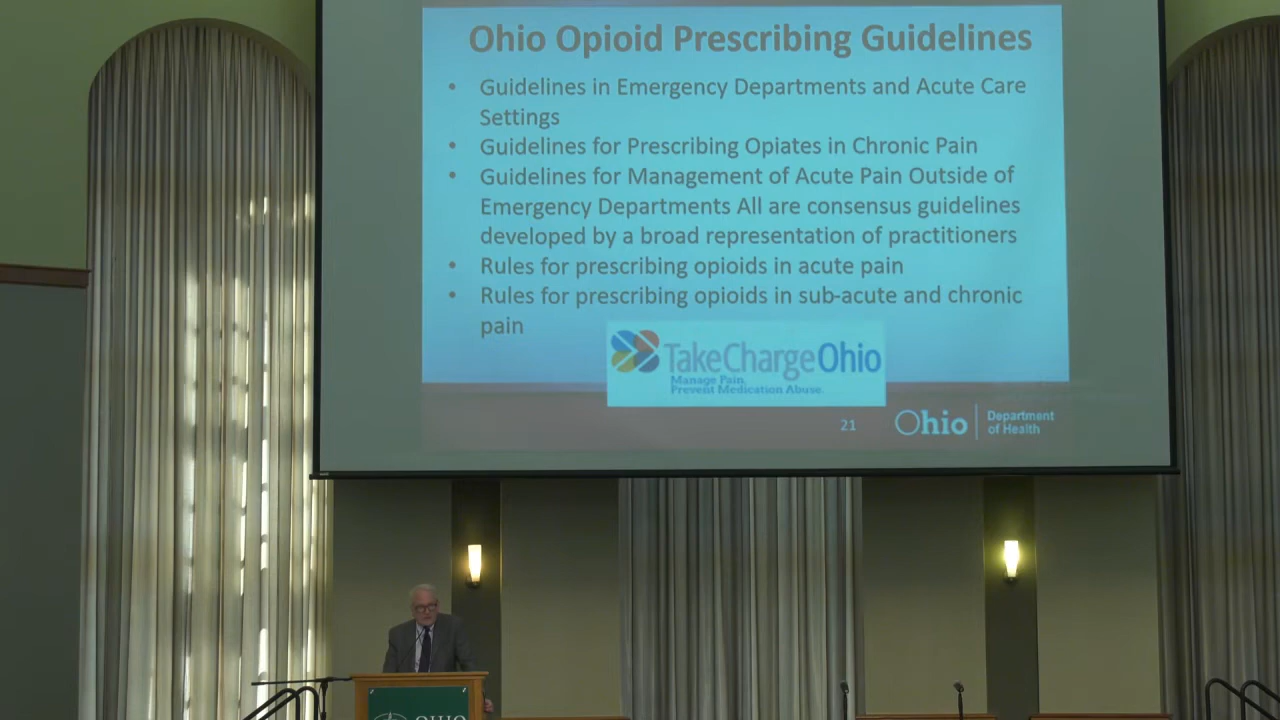 Ohio Opioid Prescribing Guidelines
• Guidelines in Emergency Departments and Acute Care
Settings
• Guidelines for Prescribing Opiates in Chronic Pain
• Guidelines for Management of Acute Pain Outside of
Emergency Departments All are consensus guidelines
developed by a broad representation of practitioners
• Rules for prescribing opioids in acute pain
• Rules for prescribing opioids in sub-acute and chronic
pain
TakeChargeOhio
Manage Pain.
Prevent Medication Abuse.
21
Ohio
Department
of Health
OHIO